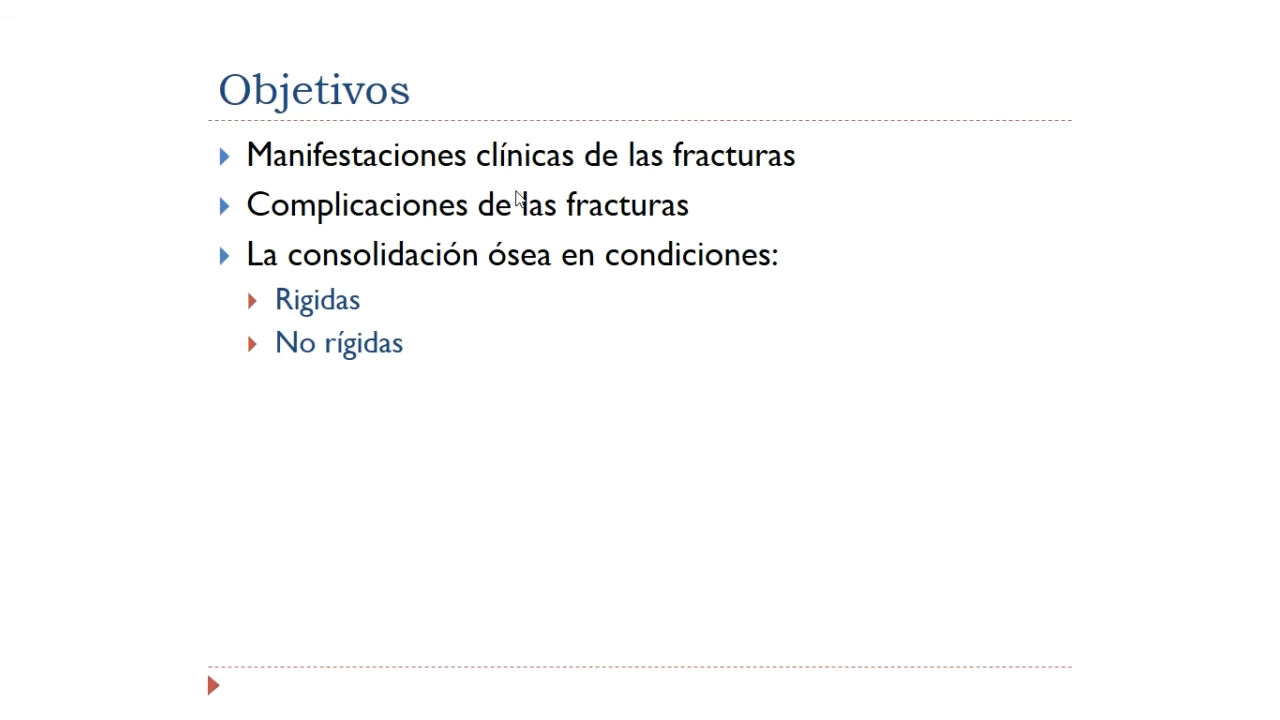 Objetivos
Manifestaciones clínicas de las fracturas
Complicaciones de las fracturas
La consolidación ósea en condiciones:
Rigidas
No rígidas